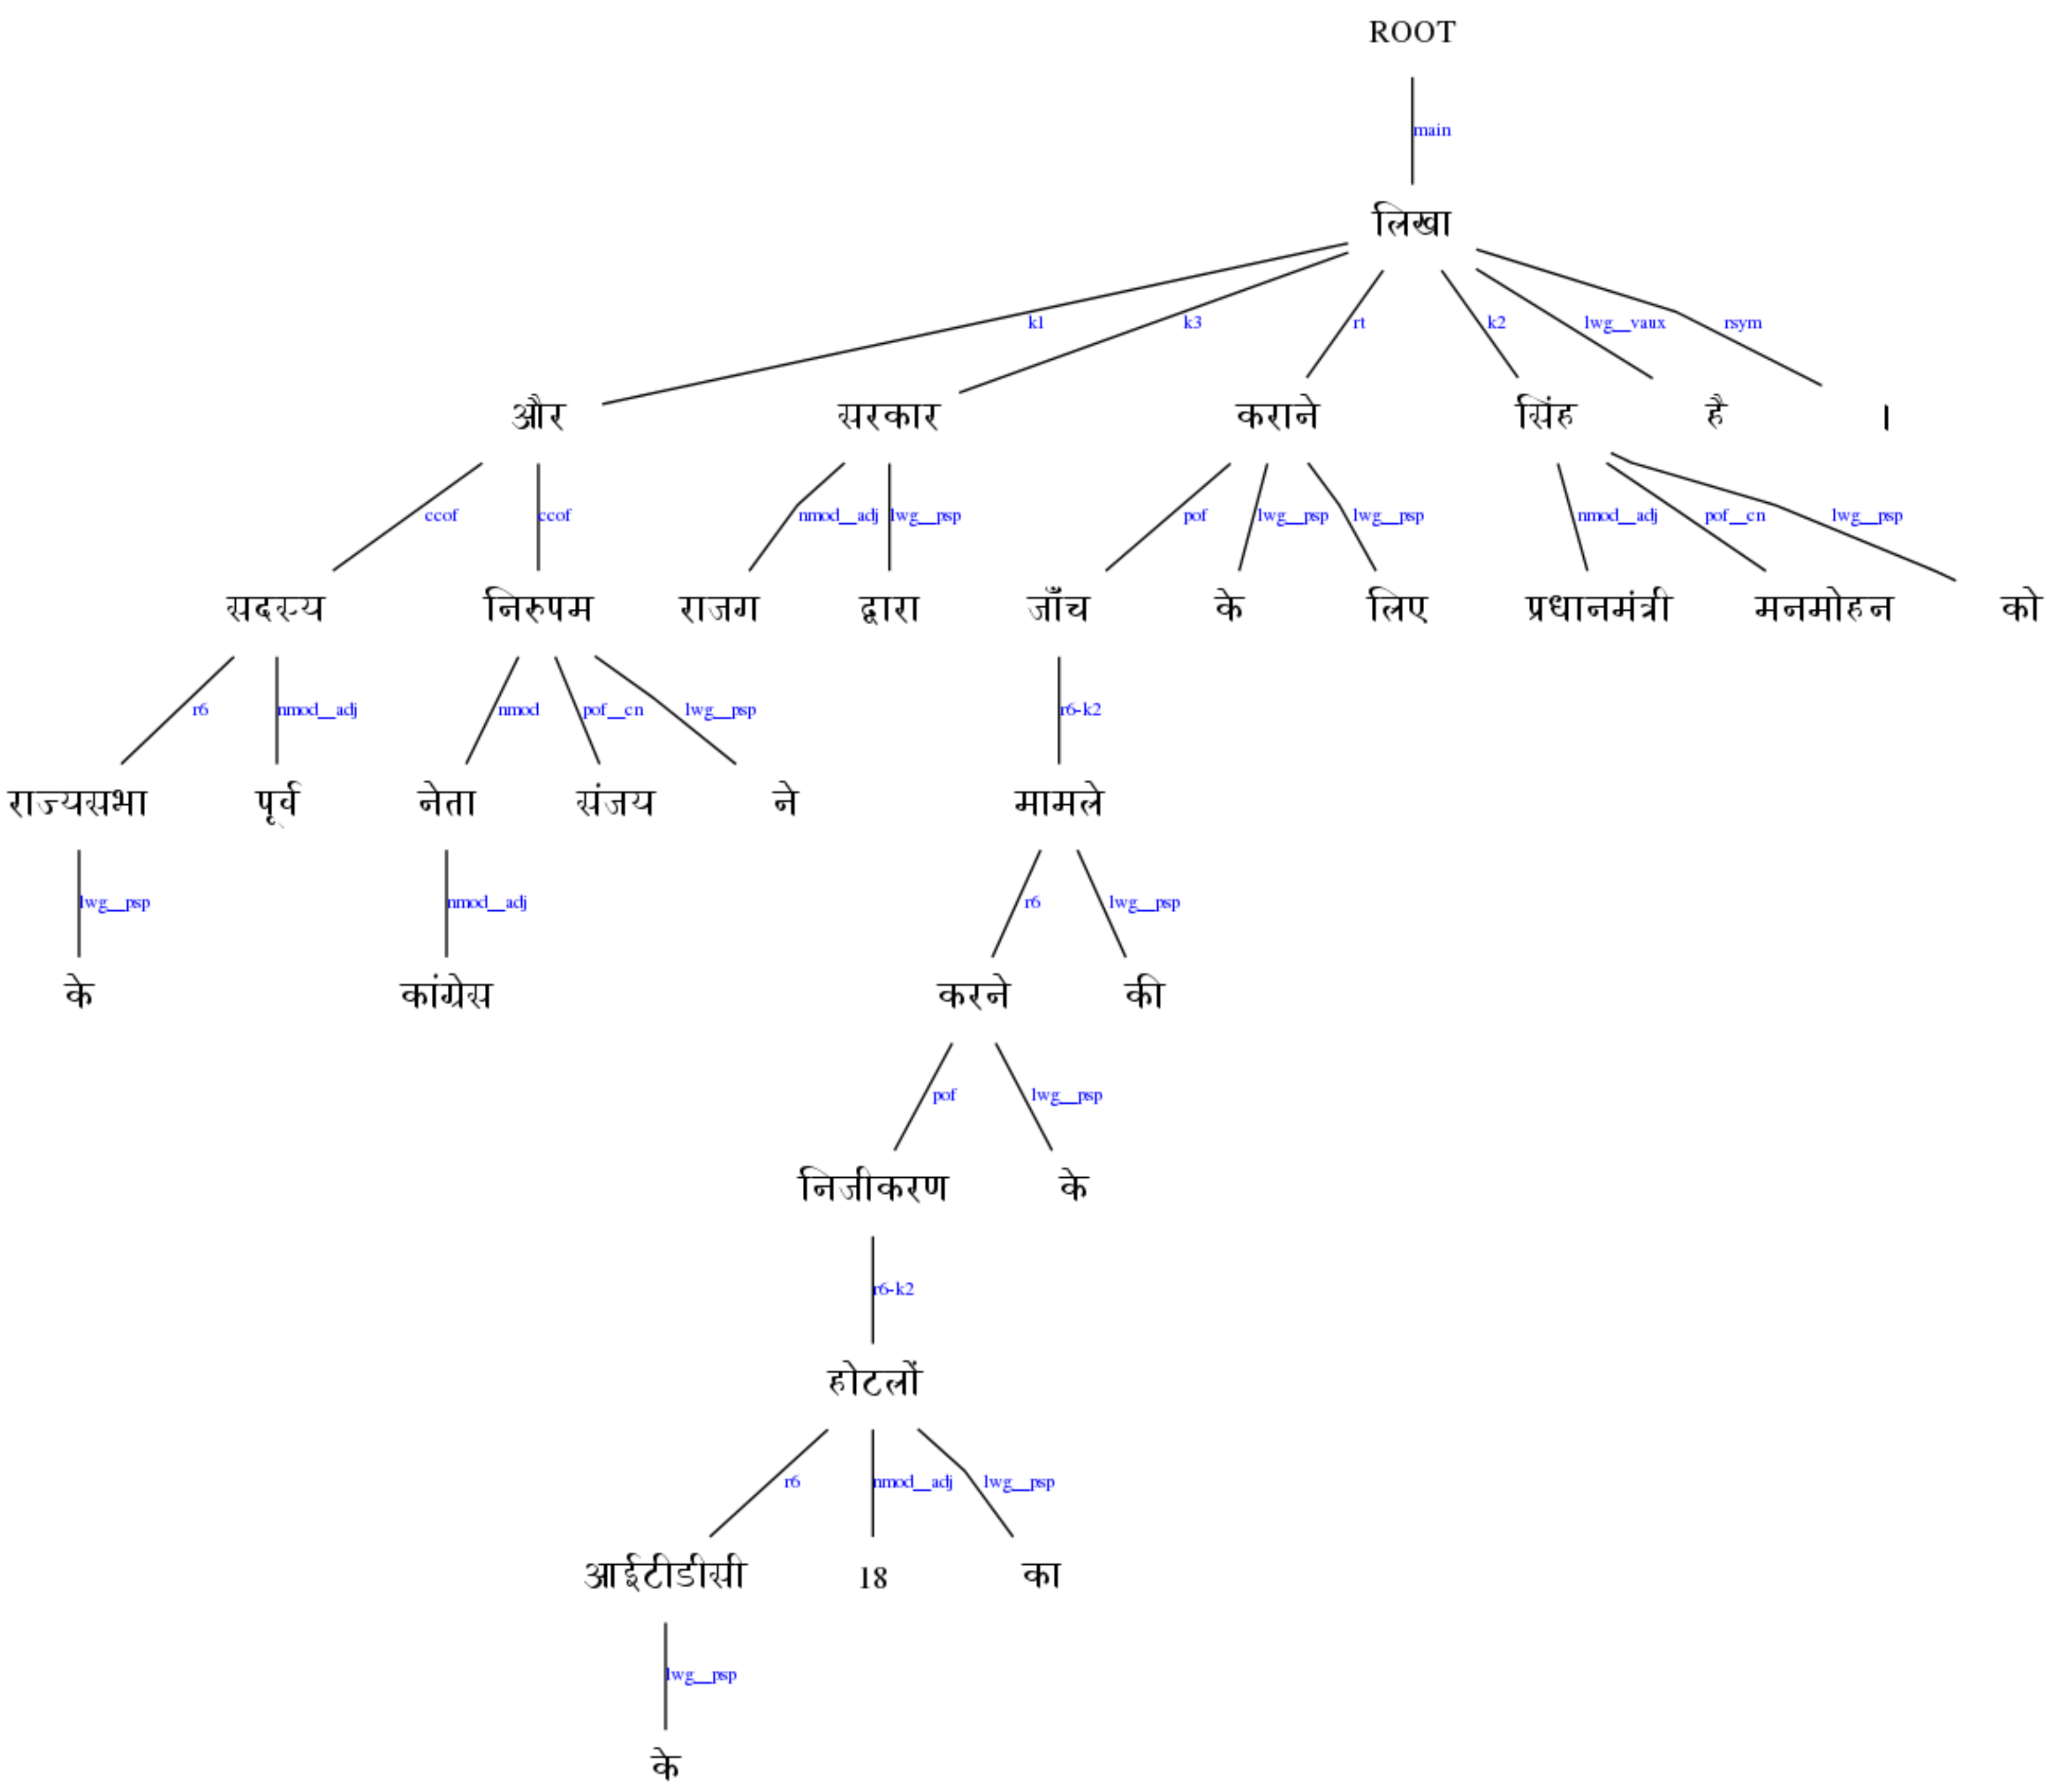 ROOT
main
लिखा
k1 k3 rt k2 lwg__vaux rsym
और सरकार कराने सिंह है ।
ccof ccof nmod__adj lwg__psp pof lwg__psp lwg__psp nmod__adj pof__cn lwg__psp
सदस्य निरुपम राजग द्वारा जाँच के लिए प्रधानमंत्री मनमोहन को
r6 nmod__adj nmod pof__cn lwg__psp r6-k2
राज्यसभा पूर्व नेता संजय ने मामले
lwg__psp nmod__adj r6 lwg__psp
के कांग्रेस करने की
pof lwg__psp
निजीकरण के
r6-k2
होटलों
r6 nmod__adj lwg__psp
आईटीडीसी 18 का
lwg__psp
के